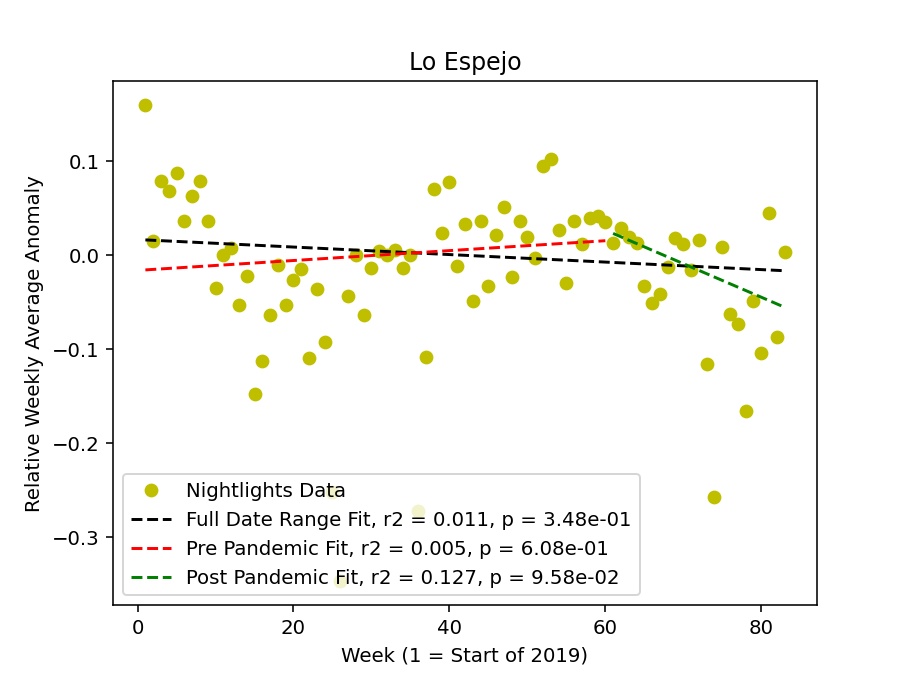 Lo Espejo
Relative Weekly Average Anomaly
0.1
0.0
−0.1
−0.2
−0.3
Nightlights Data
Full Date Range Fit, r2 = 0.011, p = 3.48e-01
Pre Pandemic Fit, r2 = 0.005, p = 6.08e-01
Post Pandemic Fit, r2 = 0.127, p = 9.58e-02
0 20 40 60 80
Week (1 = Start of 2019)